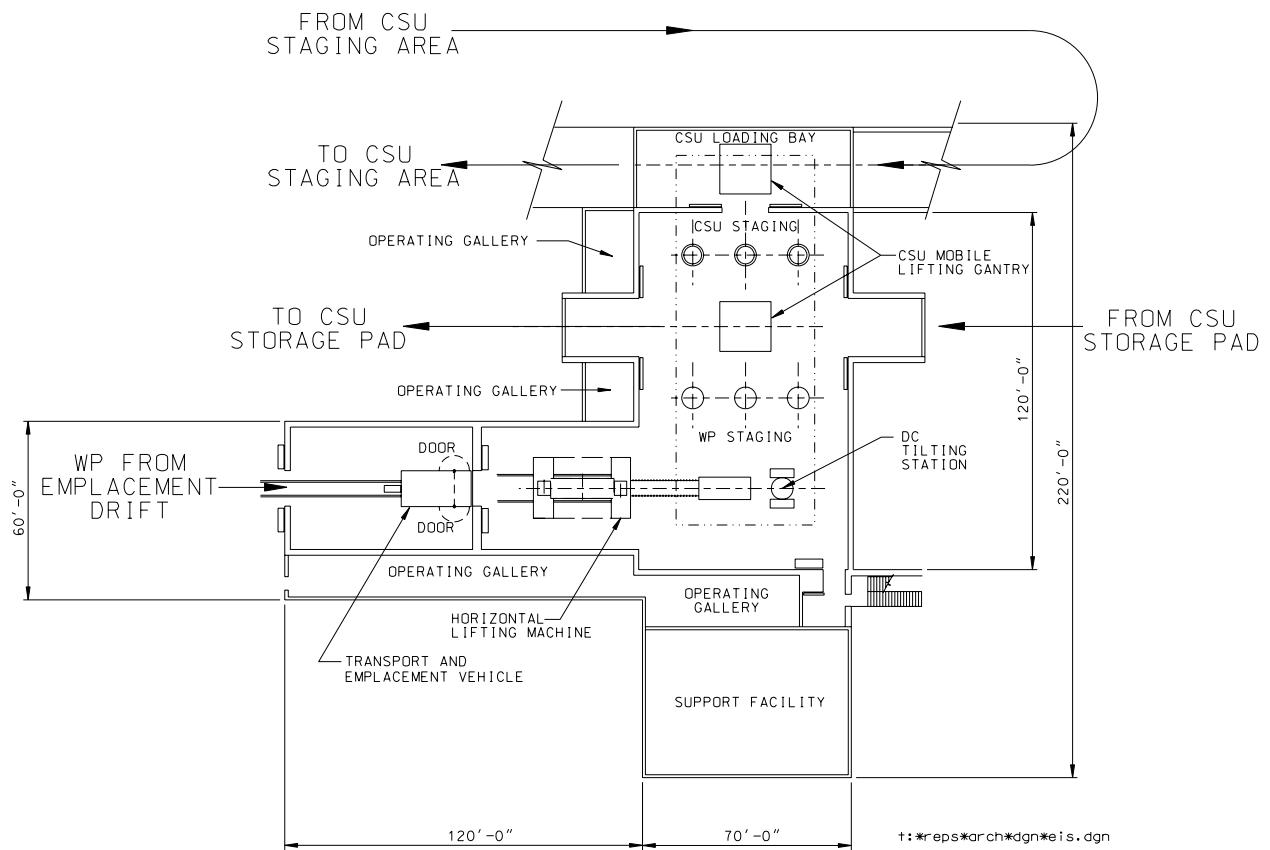 FROM CSU
STAGING AREA
CSU LOADING BAY
TO CSU
STAGING AREA
CSU STAGING
OPERATING GALLERY
CSU MOBILE
LIFTING GANTRY
TO CSU
STORAGE PAD
FROM CSU
STORAGE PAD
OPERATING GALLERY
120'-0"
220'-0"
WP STAGING
DC
TILTING
STATION
DOOR
WP FROM
EMPLACEMENT
DRIFT
60'-0"
DOOR
OPERATING GALLERY
OPERATING
GALLERY
HORIZONTAL
LIFTING MACHINE
TRANSPORT AND
EMPLACEMENT VEHICLE
SUPPORT FACILITY
120'-0"
70'-0"
t:*reps*arch*dgn*eis.dgn